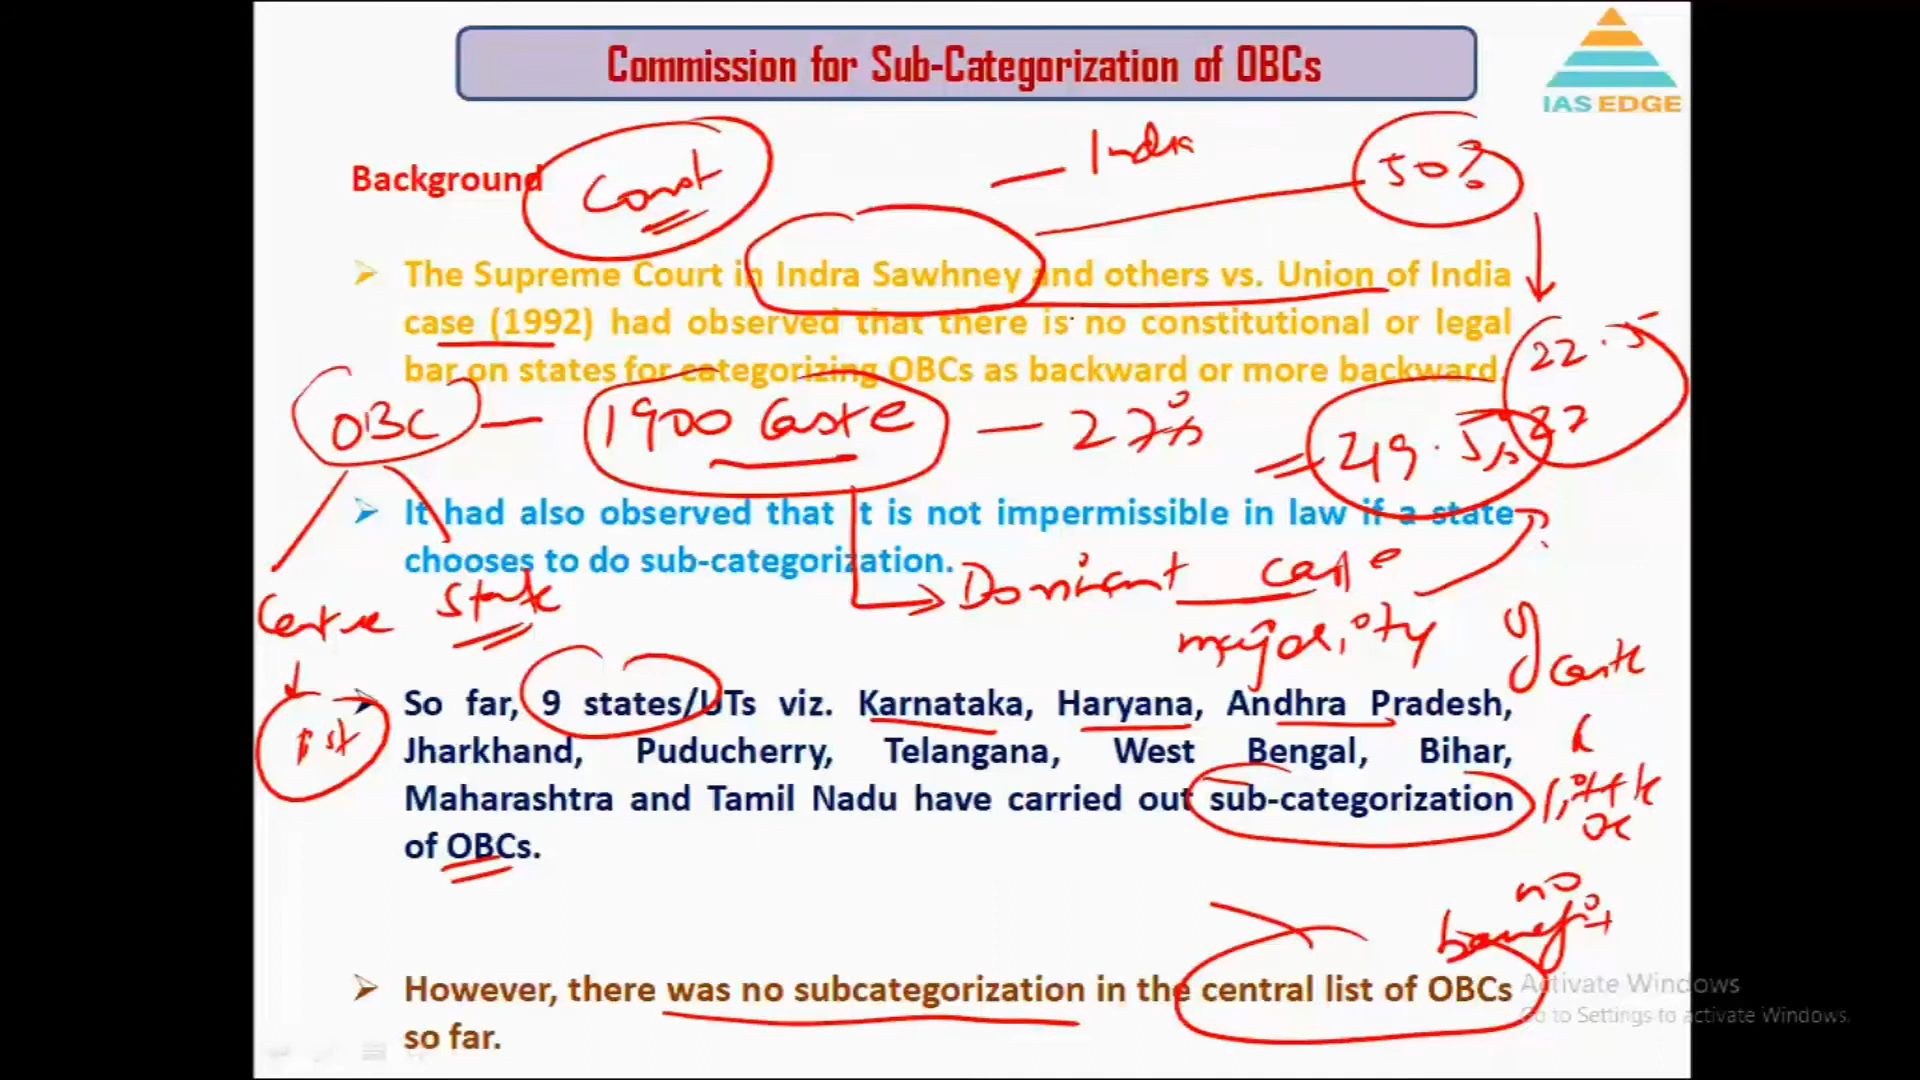 Commission for Sub-Categorization of OBCs
IAS EDGE
India
50%
Background
Const
➢ The Supreme Court in Indra Sawhney and others vs. Union of India
case (1992) had observed that there is no constitutional or legal
bar on states for categorizing OBCs as backward or more backward.
22.5
27
OBC – 1900 Caste – 27%
= 49.5%
➢ It had also observed that it is not impermissible in law if a state
chooses to do sub-categorization.
Dominant caste
Centre State
majority
caste
➢ So far, 9 states/UTs viz. Karnataka, Haryana, Andhra Pradesh,
list
Jharkhand, Puducherry, Telangana, West Bengal, Bihar,
Maharashtra and Tamil Nadu have carried out sub-categorization
little
or
of OBCs.
no
benefit
➢ However, there was no subcategorization in the central list of OBCs
so far.
Activate Windows
Go to Settings to activate Windows.